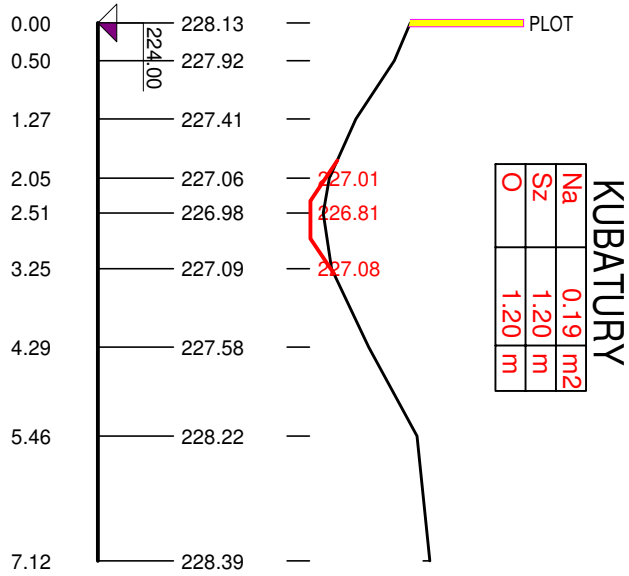 0.00 228.13 PLOT
224.00
0.50 227.92
1.27 227.41
2.05 227.06 227.01
2.51 226.98 226.81
3.25 227.09 227.08
4.29 227.58
5.46 228.22
7.12 228.39
KUBATURY
Na 0.19 m2
Sz 1.20 m
O 1.20 m